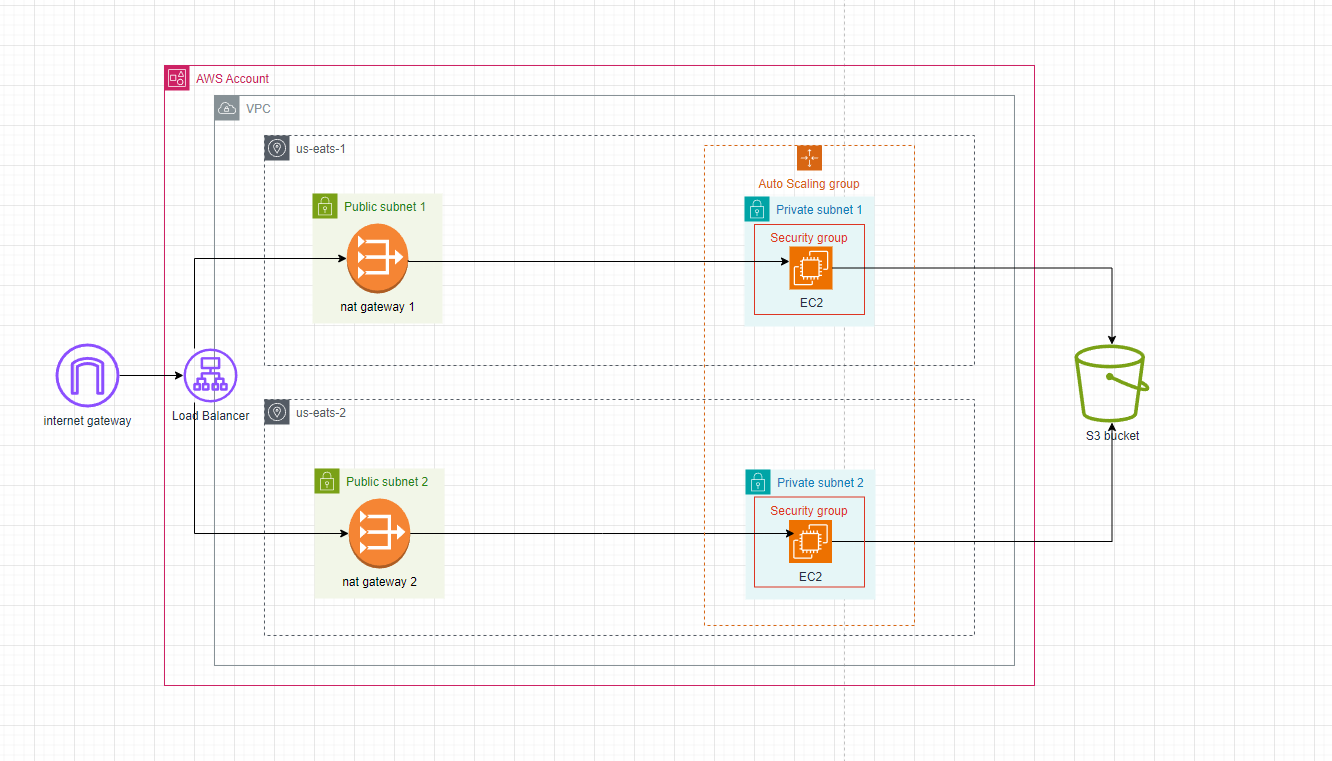 AWS Account
VPC
us-eats-1
Auto Scaling group
Public subnet 1
Private subnet 1
Security group
nat gateway 1
EC2
internet gateway
Load Balancer
us-eats-2
S3 bucket
Public subnet 2
Private subnet 2
Security group
nat gateway 2
EC2